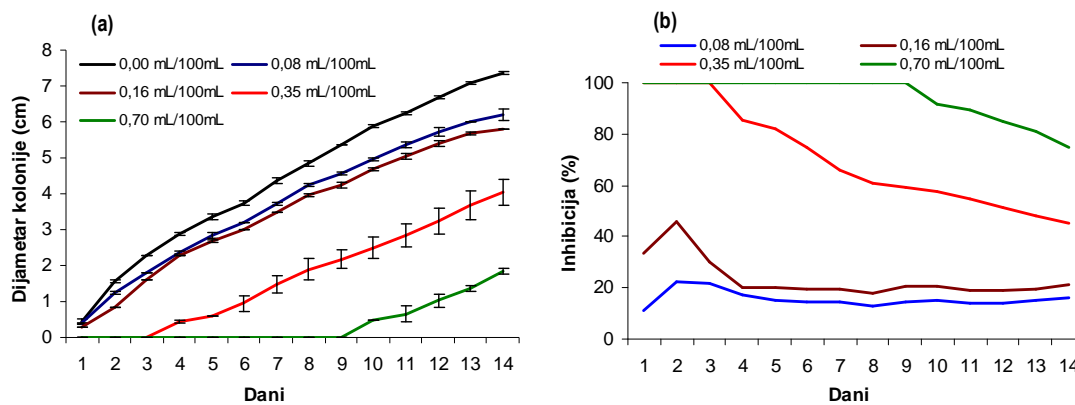 (a)
0,00 mL/100mL 0,08 mL/100mL
0,16 mL/100mL 0,35 mL/100mL
0,70 mL/100mL
Dijametar kolonije (cm)
8
7
6
5
4
3
2
1
0
1 2 3 4 5 6 7 8 9 10 11 12 13 14
Dani
(b)
0,08 mL/100mL 0,16 mL/100mL
0,35 mL/100mL 0,70 mL/100mL
Inhibicija (%)
100
80
60
40
20
0
1 2 3 4 5 6 7 8 9 10 11 12 13 14
Dani